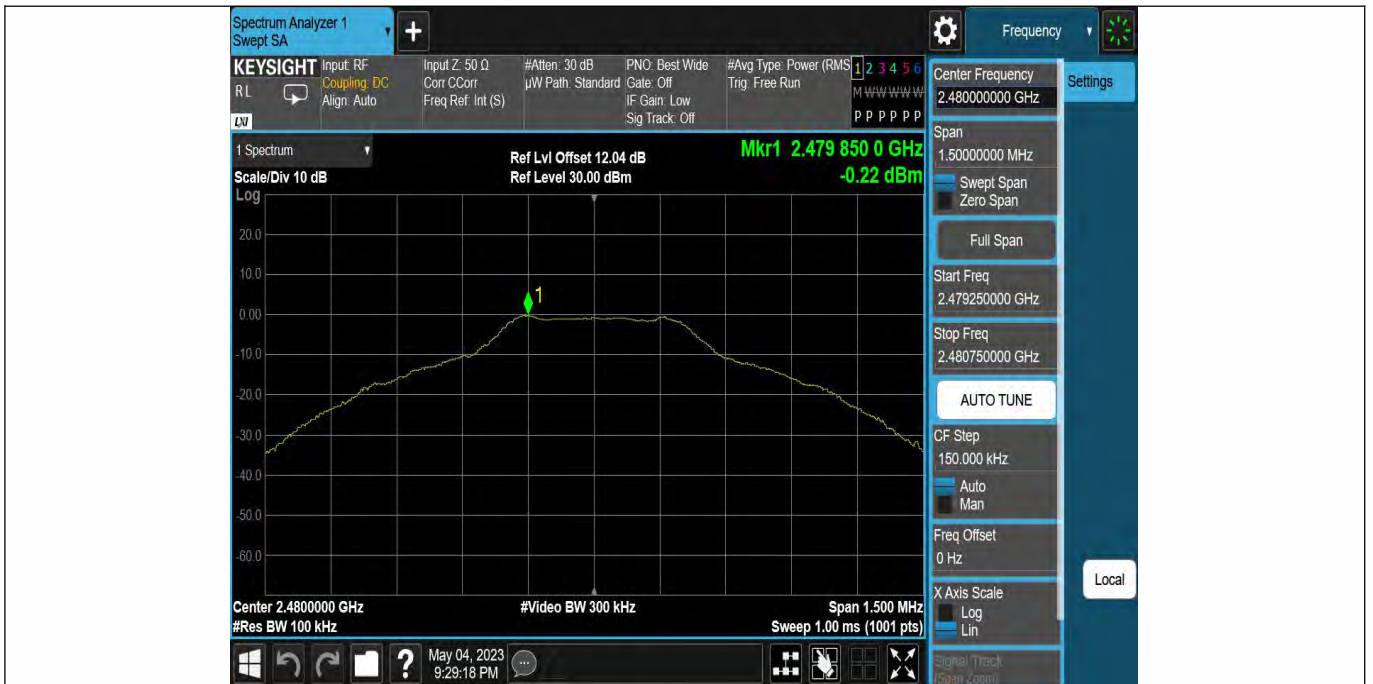 Spectrum Analyzer 1
Swept SA
+
Frequency
KEYSIGHT
RL
LXI
Input: RF
Coupling: DC
Align: Auto
Input Z: 50 Ω
Corr CCorr
Freq Ref: Int (S)
#Atten: 30 dB
µW Path: Standard
PNO: Best Wide
Gate: Off
IF Gain: Low
Sig Track: Off
#Avg Type: Power (RMS
Trig: Free Run
1 2 3 4 5 6
M W W W W W
P P P P P P
1 Spectrum
Scale/Div 10 dB
Log
Ref Lvl Offset 12.04 dB
Ref Level 30.00 dBm
Mkr1 2.479 850 0 GHz
-0.22 dBm
20.0
10.0
1
0.00
-10.0
-20.0
-30.0
-40.0
-50.0
-60.0
Center 2.4800000 GHz
#Res BW 100 kHz
#Video BW 300 kHz
Span 1.500 MHz
Sweep 1.00 ms (1001 pts)
?
May 04, 2023
9:29:18 PM
Center Frequency
2.480000000 GHz
Settings
Span
1.50000000 MHz
Swept Span
Zero Span
Full Span
Start Freq
2.479250000 GHz
Stop Freq
2.480750000 GHz
AUTO TUNE
CF Step
150.000 kHz
Auto
Man
Freq Offset
0 Hz
Local
X Axis Scale
Log
Lin
Signal Track
(Span Zoom)